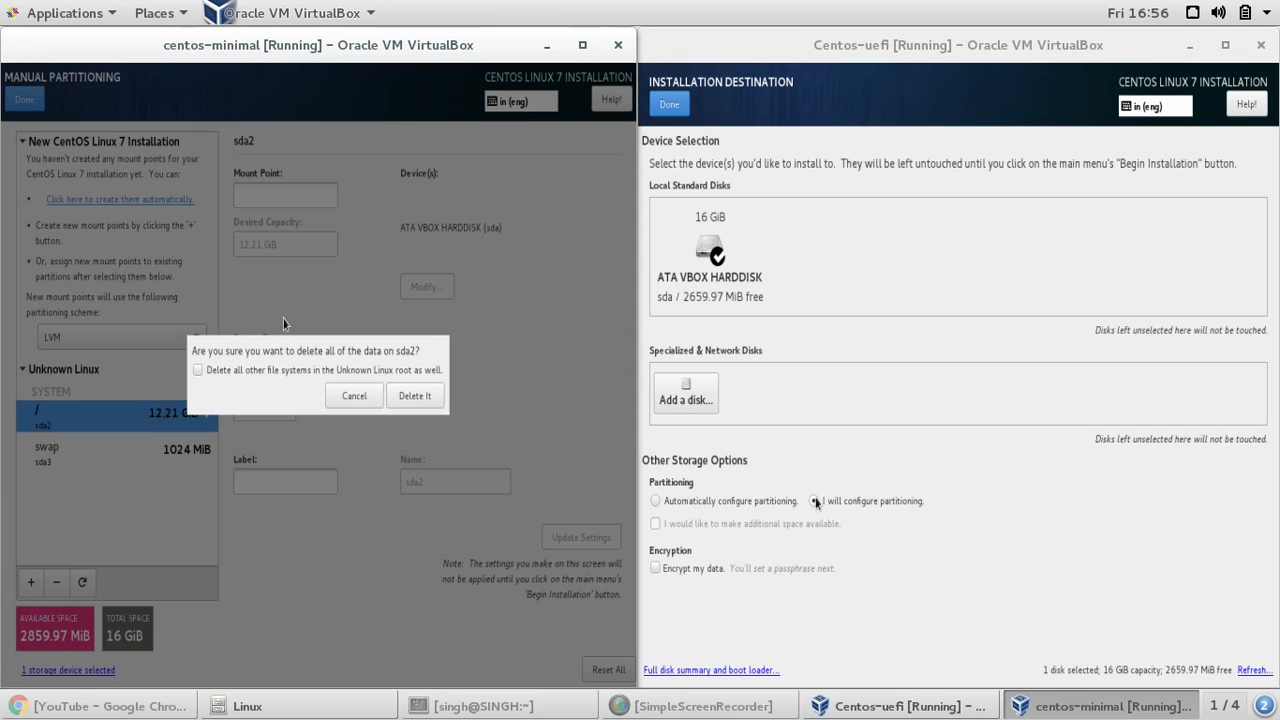 Applications Places Oracle VM VirtualBox Fri 16:56
centos-minimal [Running] – Oracle VM VirtualBox
MANUAL PARTITIONING
CENTOS LINUX 7 INSTALLATION
Done
in (eng)
Help!
New CentOS Linux 7 Installation
You haven't created any mount points for your
CentOS Linux 7 installation yet. You can:
Click here to create them automatically.
Create new mount points by clicking the '+'
button.
Or, assign new mount points to existing
partitions after selecting them below.
New mount points will use the following
partitioning scheme:
LVM
Unknown Linux
SYSTEM
/ 12.21 GiB
sda2
swap 1024 MiB
sda3
+ − 
AVAILABLE SPACE
2859.97 MiB
TOTAL SPACE
16 GiB
1 storage device selected
sda2
Mount Point:
Device(s):
Desired Capacity:
12.21 GB
ATA VBOX HARDDISK (sda)
Modify...
Are you sure you want to delete all of the data on sda2?
Delete all other file systems in the Unknown Linux root as well.
Cancel
Delete It
Label:
Name:
sda2
Update Settings
Note: The settings you make on this screen will
not be applied until you click on the main menu's
'Begin Installation' button.
Reset All
Centos-uefi [Running] – Oracle VM VirtualBox
INSTALLATION DESTINATION
CENTOS LINUX 7 INSTALLATION
Done
in (eng)
Help!
Device Selection
Select the device(s) you'd like to install to. They will be left untouched until you click on the main menu's "Begin Installation" button.
Local Standard Disks
16 GiB
ATA VBOX HARDDISK
sda / 2659.97 MiB free
Disks left unselected here will not be touched.
Specialized & Network Disks
Add a disk...
Disks left unselected here will not be touched.
Other Storage Options
Partitioning
Automatically configure partitioning. I will configure partitioning.
I would like to make additional space available.
Encryption
Encrypt my data. You'll set a passphrase next.
Full disk summary and boot loader...
1 disk selected; 16 GiB capacity; 2659.97 MiB free Refresh...
[YouTube – Google Chro... Linux [singh@SINGH:~] [SimpleScreenRecorder] Centos-uefi [Running] – ... centos-minimal [Running]... 1 / 4 2